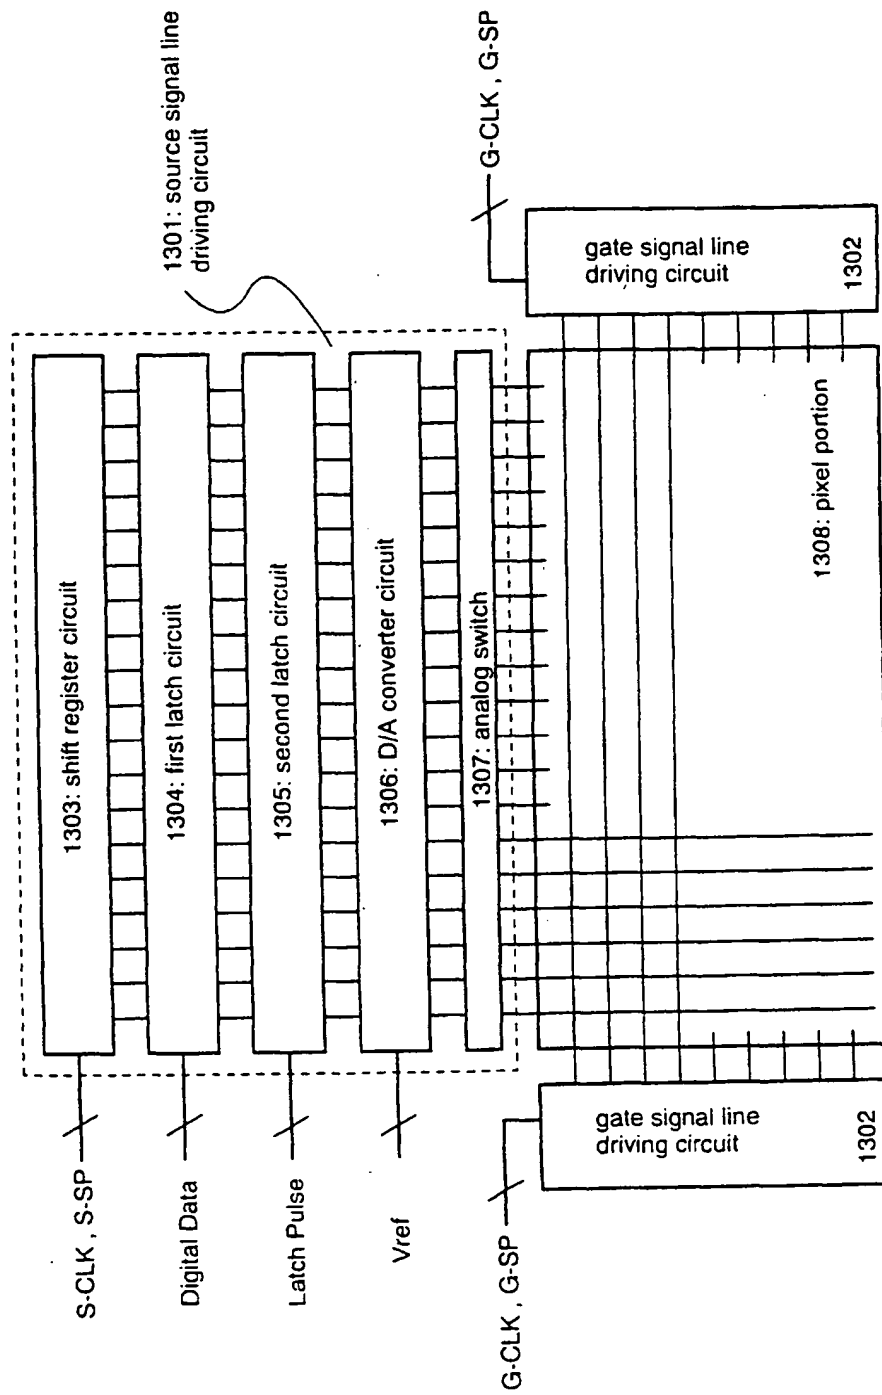 1301: source signal line
driving circuit
S-CLK , S-SP
1303: shift register circuit
Digital Data
1304: first latch circuit
Latch Pulse
1305: second latch circuit
Vref
1306: D/A converter circuit
1307: analog switch
G-CLK , G-SP
G-CLK , G-SP
gate signal line
driving circuit
1302
gate signal line
driving circuit
1302
1308: pixel portion